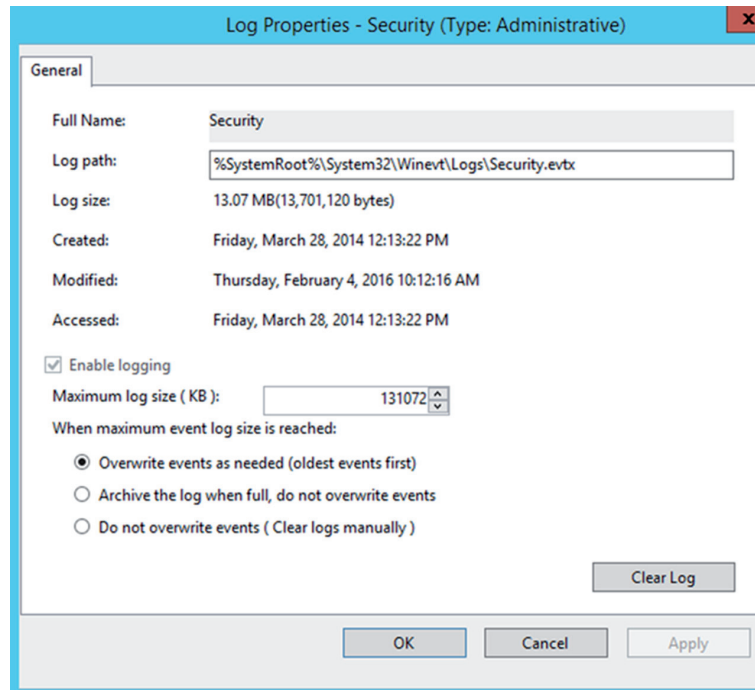 Log Properties - Security (Type: Administrative)
x
General
Full Name: Security
Log path: %SystemRoot%\System32\Winevt\Logs\Security.evtx
Log size: 13.07 MB(13,701,120 bytes)
Created: Friday, March 28, 2014 12:13:22 PM
Modified: Thursday, February 4, 2016 10:12:16 AM
Accessed: Friday, March 28, 2014 12:13:22 PM
Enable logging
Maximum log size ( KB ): 131072
When maximum event log size is reached:
Overwrite events as needed (oldest events first)
Archive the log when full, do not overwrite events
Do not overwrite events ( Clear logs manually )
Clear Log
OK Cancel Apply